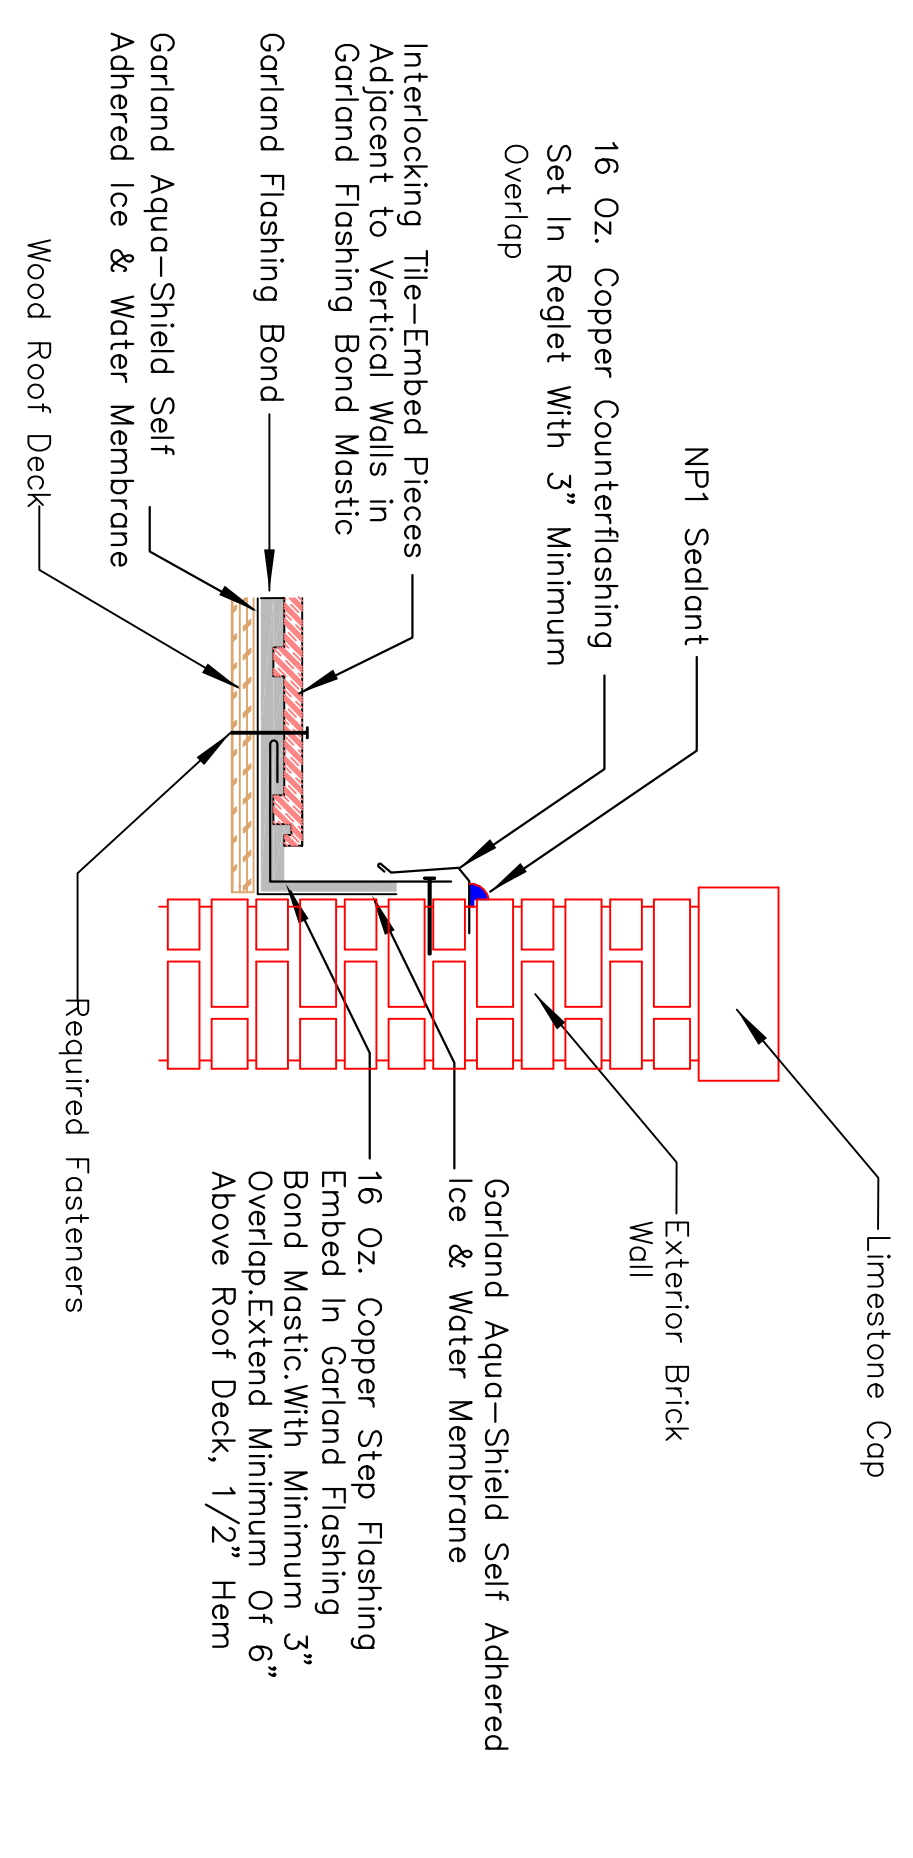 Limestone Cap
NP1 Sealant
Exterior Brick
Wall
16 Oz. Copper Counterflashing
Set In Reglet With 3" Minimum
Overlap
Garland Aqua-Shield Self Adhered
Ice & Water Membrane
Interlocking Tile-Embed Pieces
Adjacent to Vertical Walls in
Garland Flashing Bond Mastic
16 Oz. Copper Step Flashing
Embed In Garland Flashing
Bond Mastic.With Minimum 3"
Overlap.Extend Minimum Of 6"
Above Roof Deck, 1/2" Hem
Garland Flashing Bond
Garland Aqua-Shield Self
Adhered Ice & Water Membrane
Required Fasteners
Wood Roof Deck